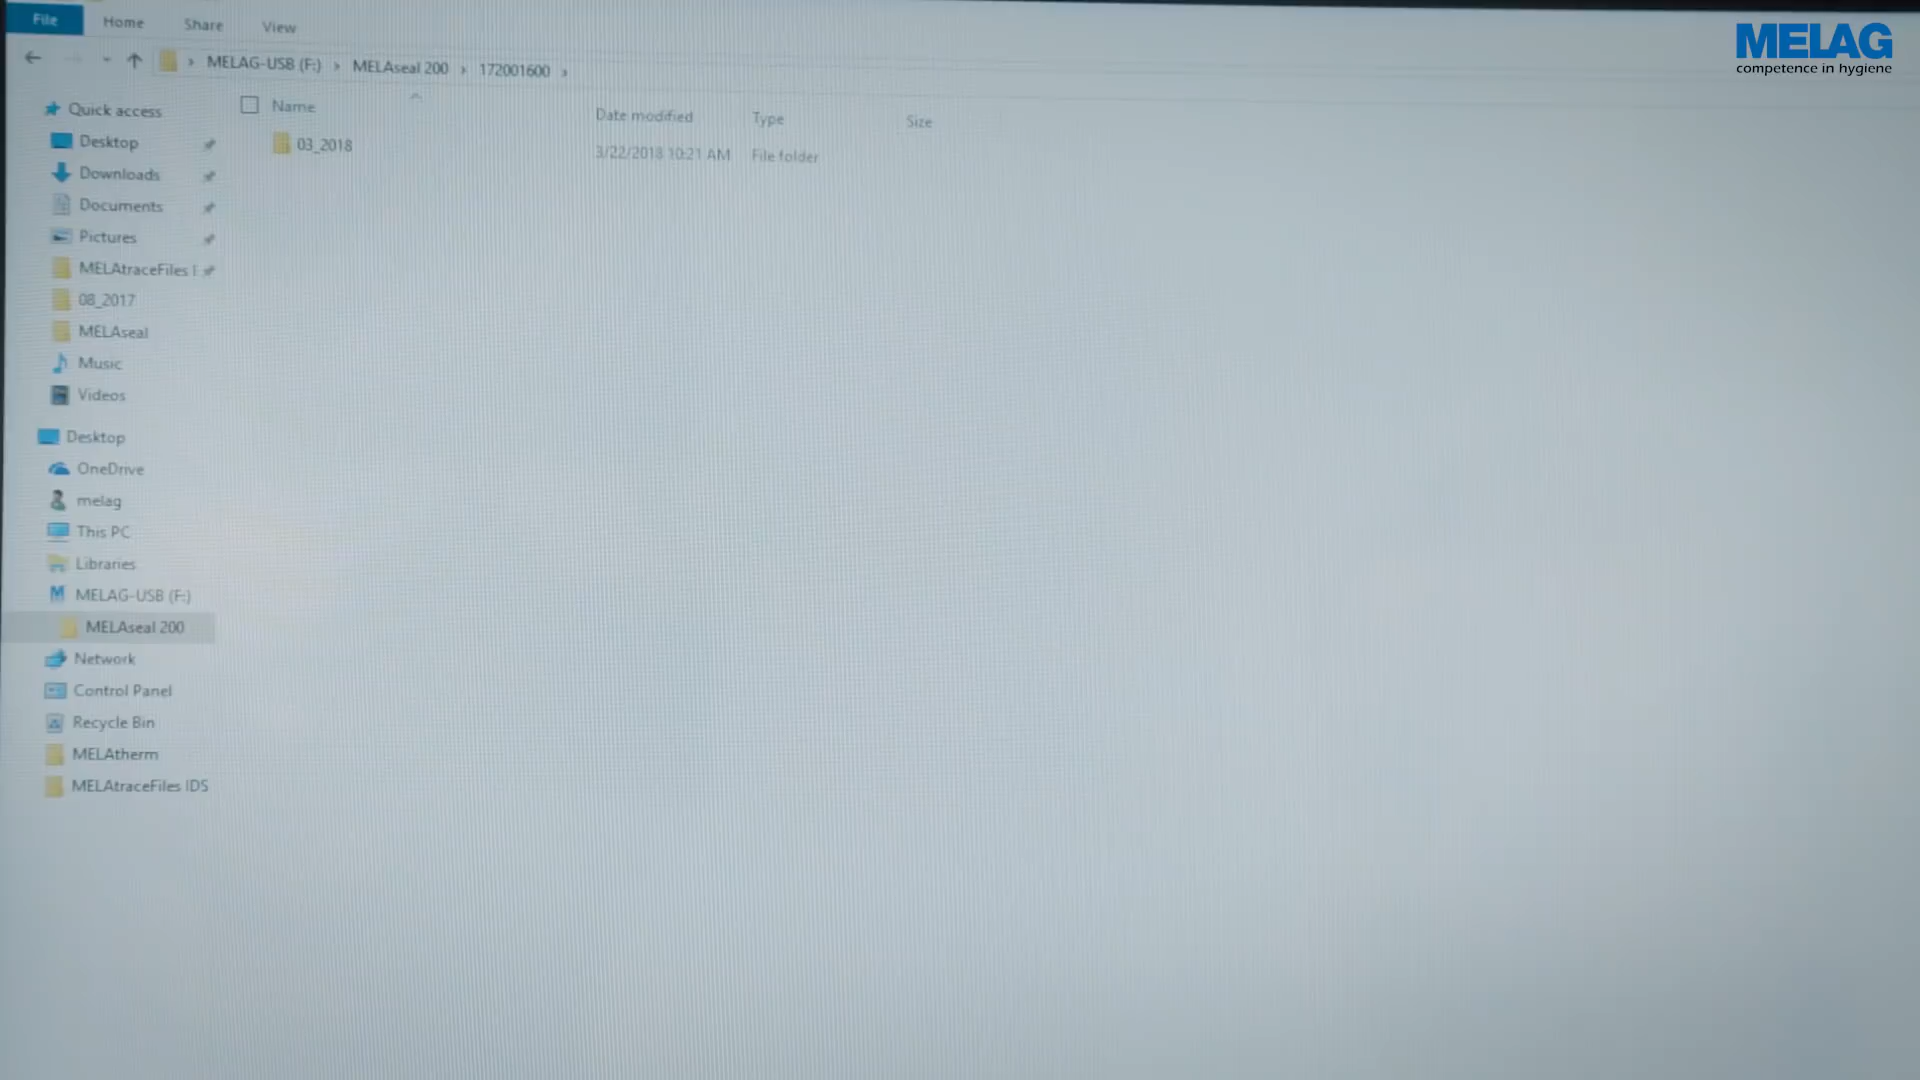 File Home Share View
MELAG
competence in hygiene
MELAG-USB (F:) › MELAseal 200 › 172001600 ›
Name Date modified Type Size
03_2018 3/22/2018 10:21 AM File folder
Quick access
Desktop
Downloads
Documents
Pictures
MELAtraceFiles I
08_2017
MELAseal
Music
Videos
Desktop
OneDrive
melag
This PC
Libraries
MELAG-USB (F:)
MELAseal 200
Network
Control Panel
Recycle Bin
MELAtherm
MELAtraceFiles IDS